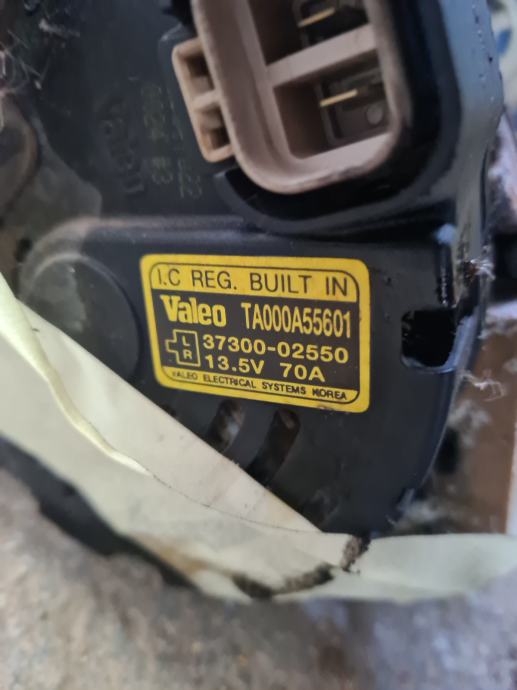 I.C REG. BUILT IN
Valeo TA000A55601
L
R
37300-02550
13.5V 70A
VALEO ELECTRICAL SYSTEMS KOREA